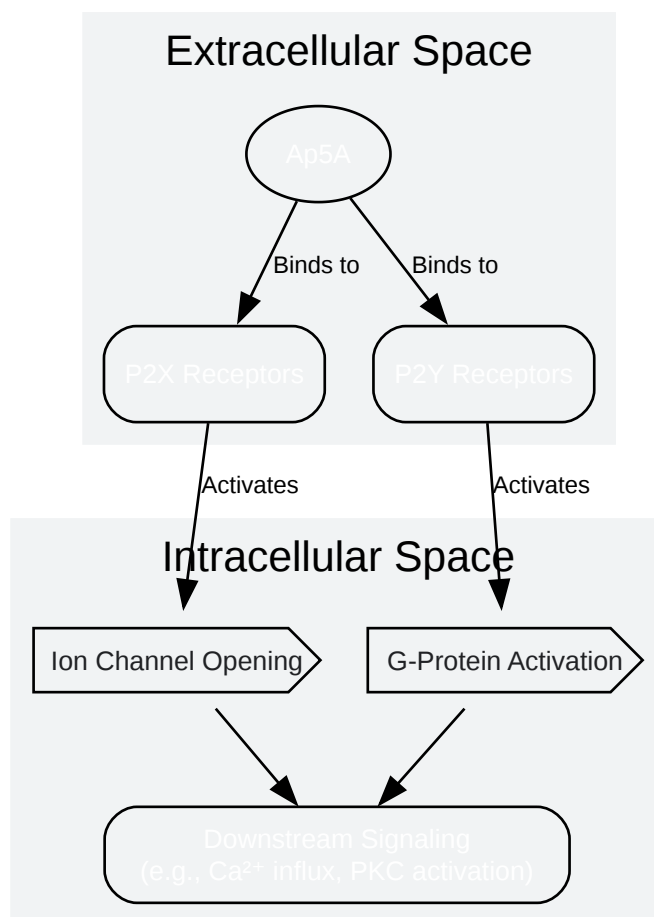 Extracellular Space
Ap5A
Binds to
Binds to
P2X Receptors
P2Y Receptors
Activates
Activates
Intracellular Space
Ion Channel Opening
G-Protein Activation
Downstream Signaling
(e.g., Ca²⁺ influx, PKC activation)